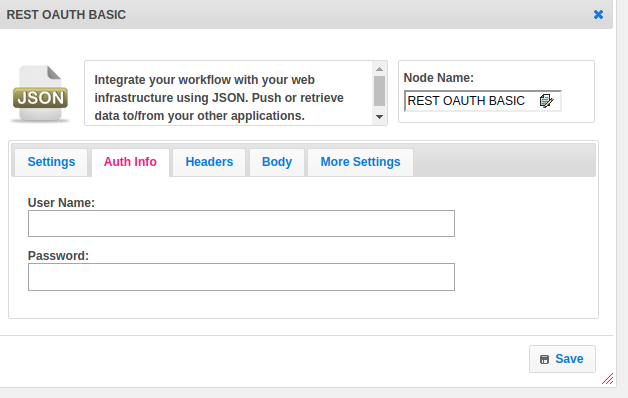 REST OAUTH BASIC
JSON
Integrate your workflow with your web
infrastructure using JSON. Push or retrieve
data to/from your other applications.
Node Name:
REST OAUTH BASIC
Settings
Auth Info
Headers
Body
More Settings
User Name:
Password:
Save